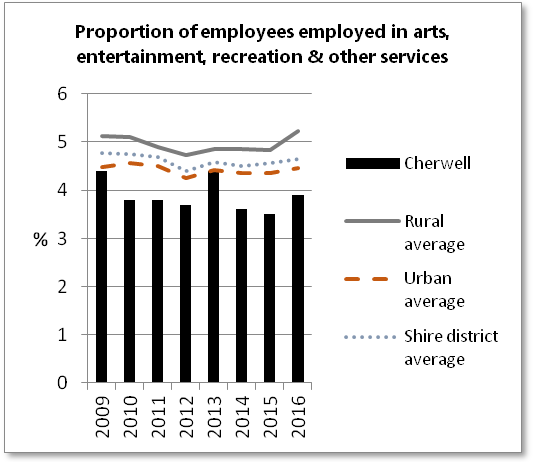 Proportion of employees employed in arts,
entertainment, recreation & other services
6
5
4
3
2
1
0
%
2009
2010
2011
2012
2013
2014
2015
2016
Cherwell
Rural
average
Urban
average
Shire district
average